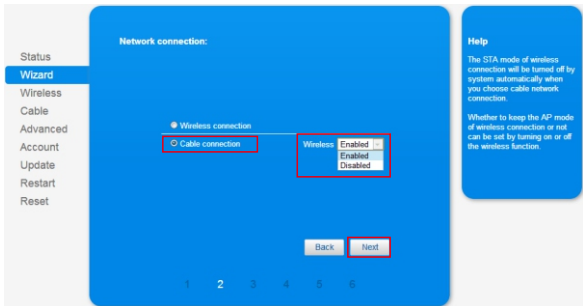 Status
Wizard
Wireless
Cable
Advanced
Account
Update
Restart
Reset
Network connection:
Wireless connection
Cable connection
Wireless Enabled
Enabled
Disabled
Back Next
1 2 3 4 5 6
Help
The STA mode of wireless
connection will be turned off by
system automatically when
you choose cable network
connection.
Whether to keep the AP mode
of wireless connection or not
can be set by turning on or off
the wireless function.